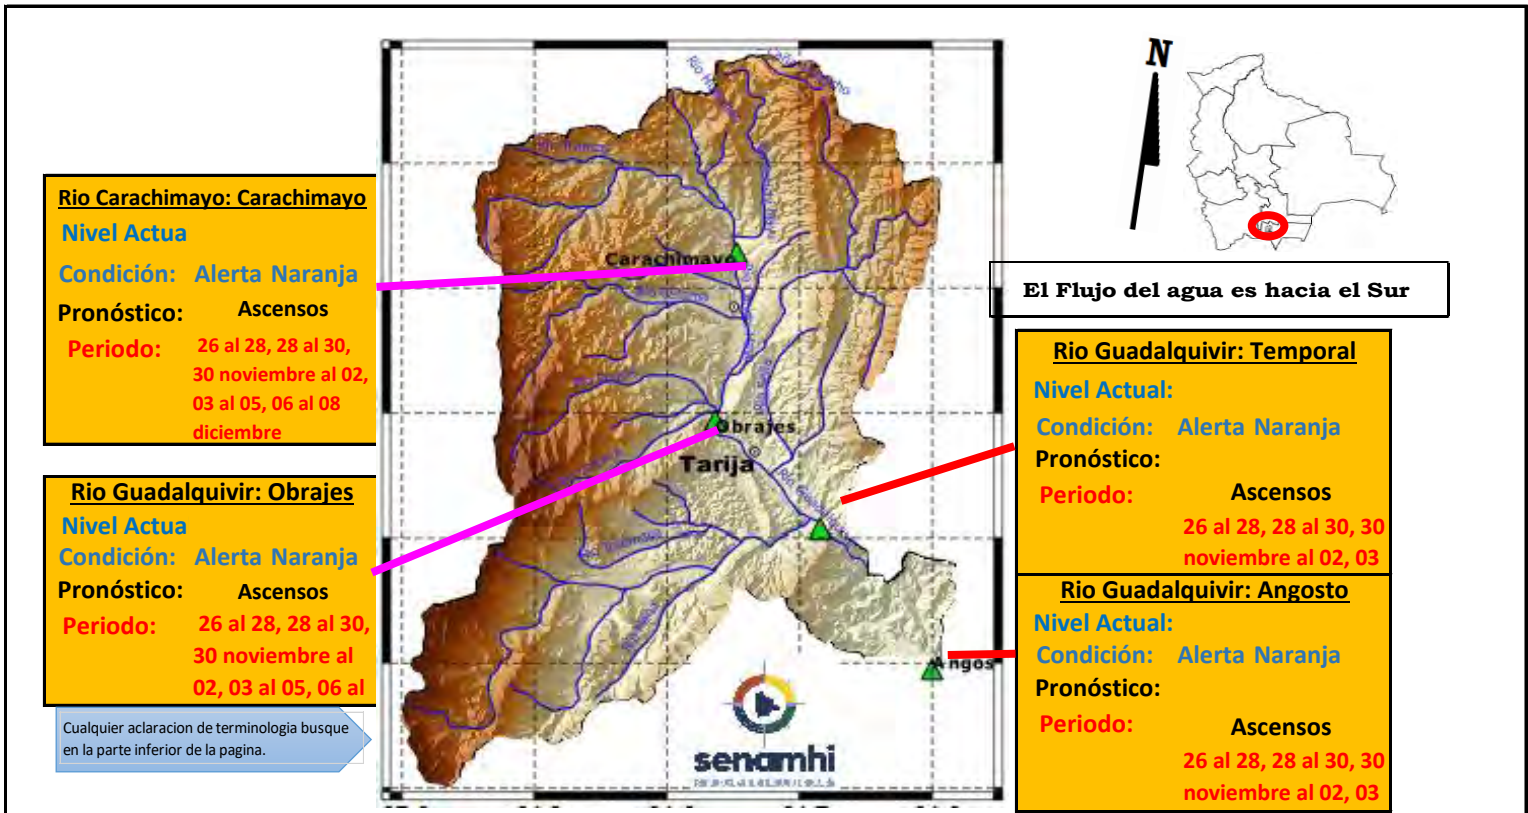 Rio Carachimayo: Carachimayo
Nivel Actua
Condición: Alerta Naranja
Pronóstico: Ascensos
Periodo: 26 al 28, 28 al 30,
30 noviembre al 02,
03 al 05, 06 al 08
diciembre
Rio Guadalquivir: Obrajes
Nivel Actua
Condición: Alerta Naranja
Pronóstico: Ascensos
Periodo: 26 al 28, 28 al 30,
30 noviembre al
02, 03 al 05, 06 al
Cualquier aclaracion de terminologia busque
en la parte inferior de la pagina.
Carachimayo
Obrajes
Tarija
Angos
senamhi
N
El Flujo del agua es hacia el Sur
Rio Guadalquivir: Temporal
Nivel Actual:
Condición: Alerta Naranja
Pronóstico:
Periodo: Ascensos
26 al 28, 28 al 30, 30
noviembre al 02, 03
Rio Guadalquivir: Angosto
Nivel Actual:
Condición: Alerta Naranja
Pronóstico:
Periodo: Ascensos
26 al 28, 28 al 30, 30
noviembre al 02, 03